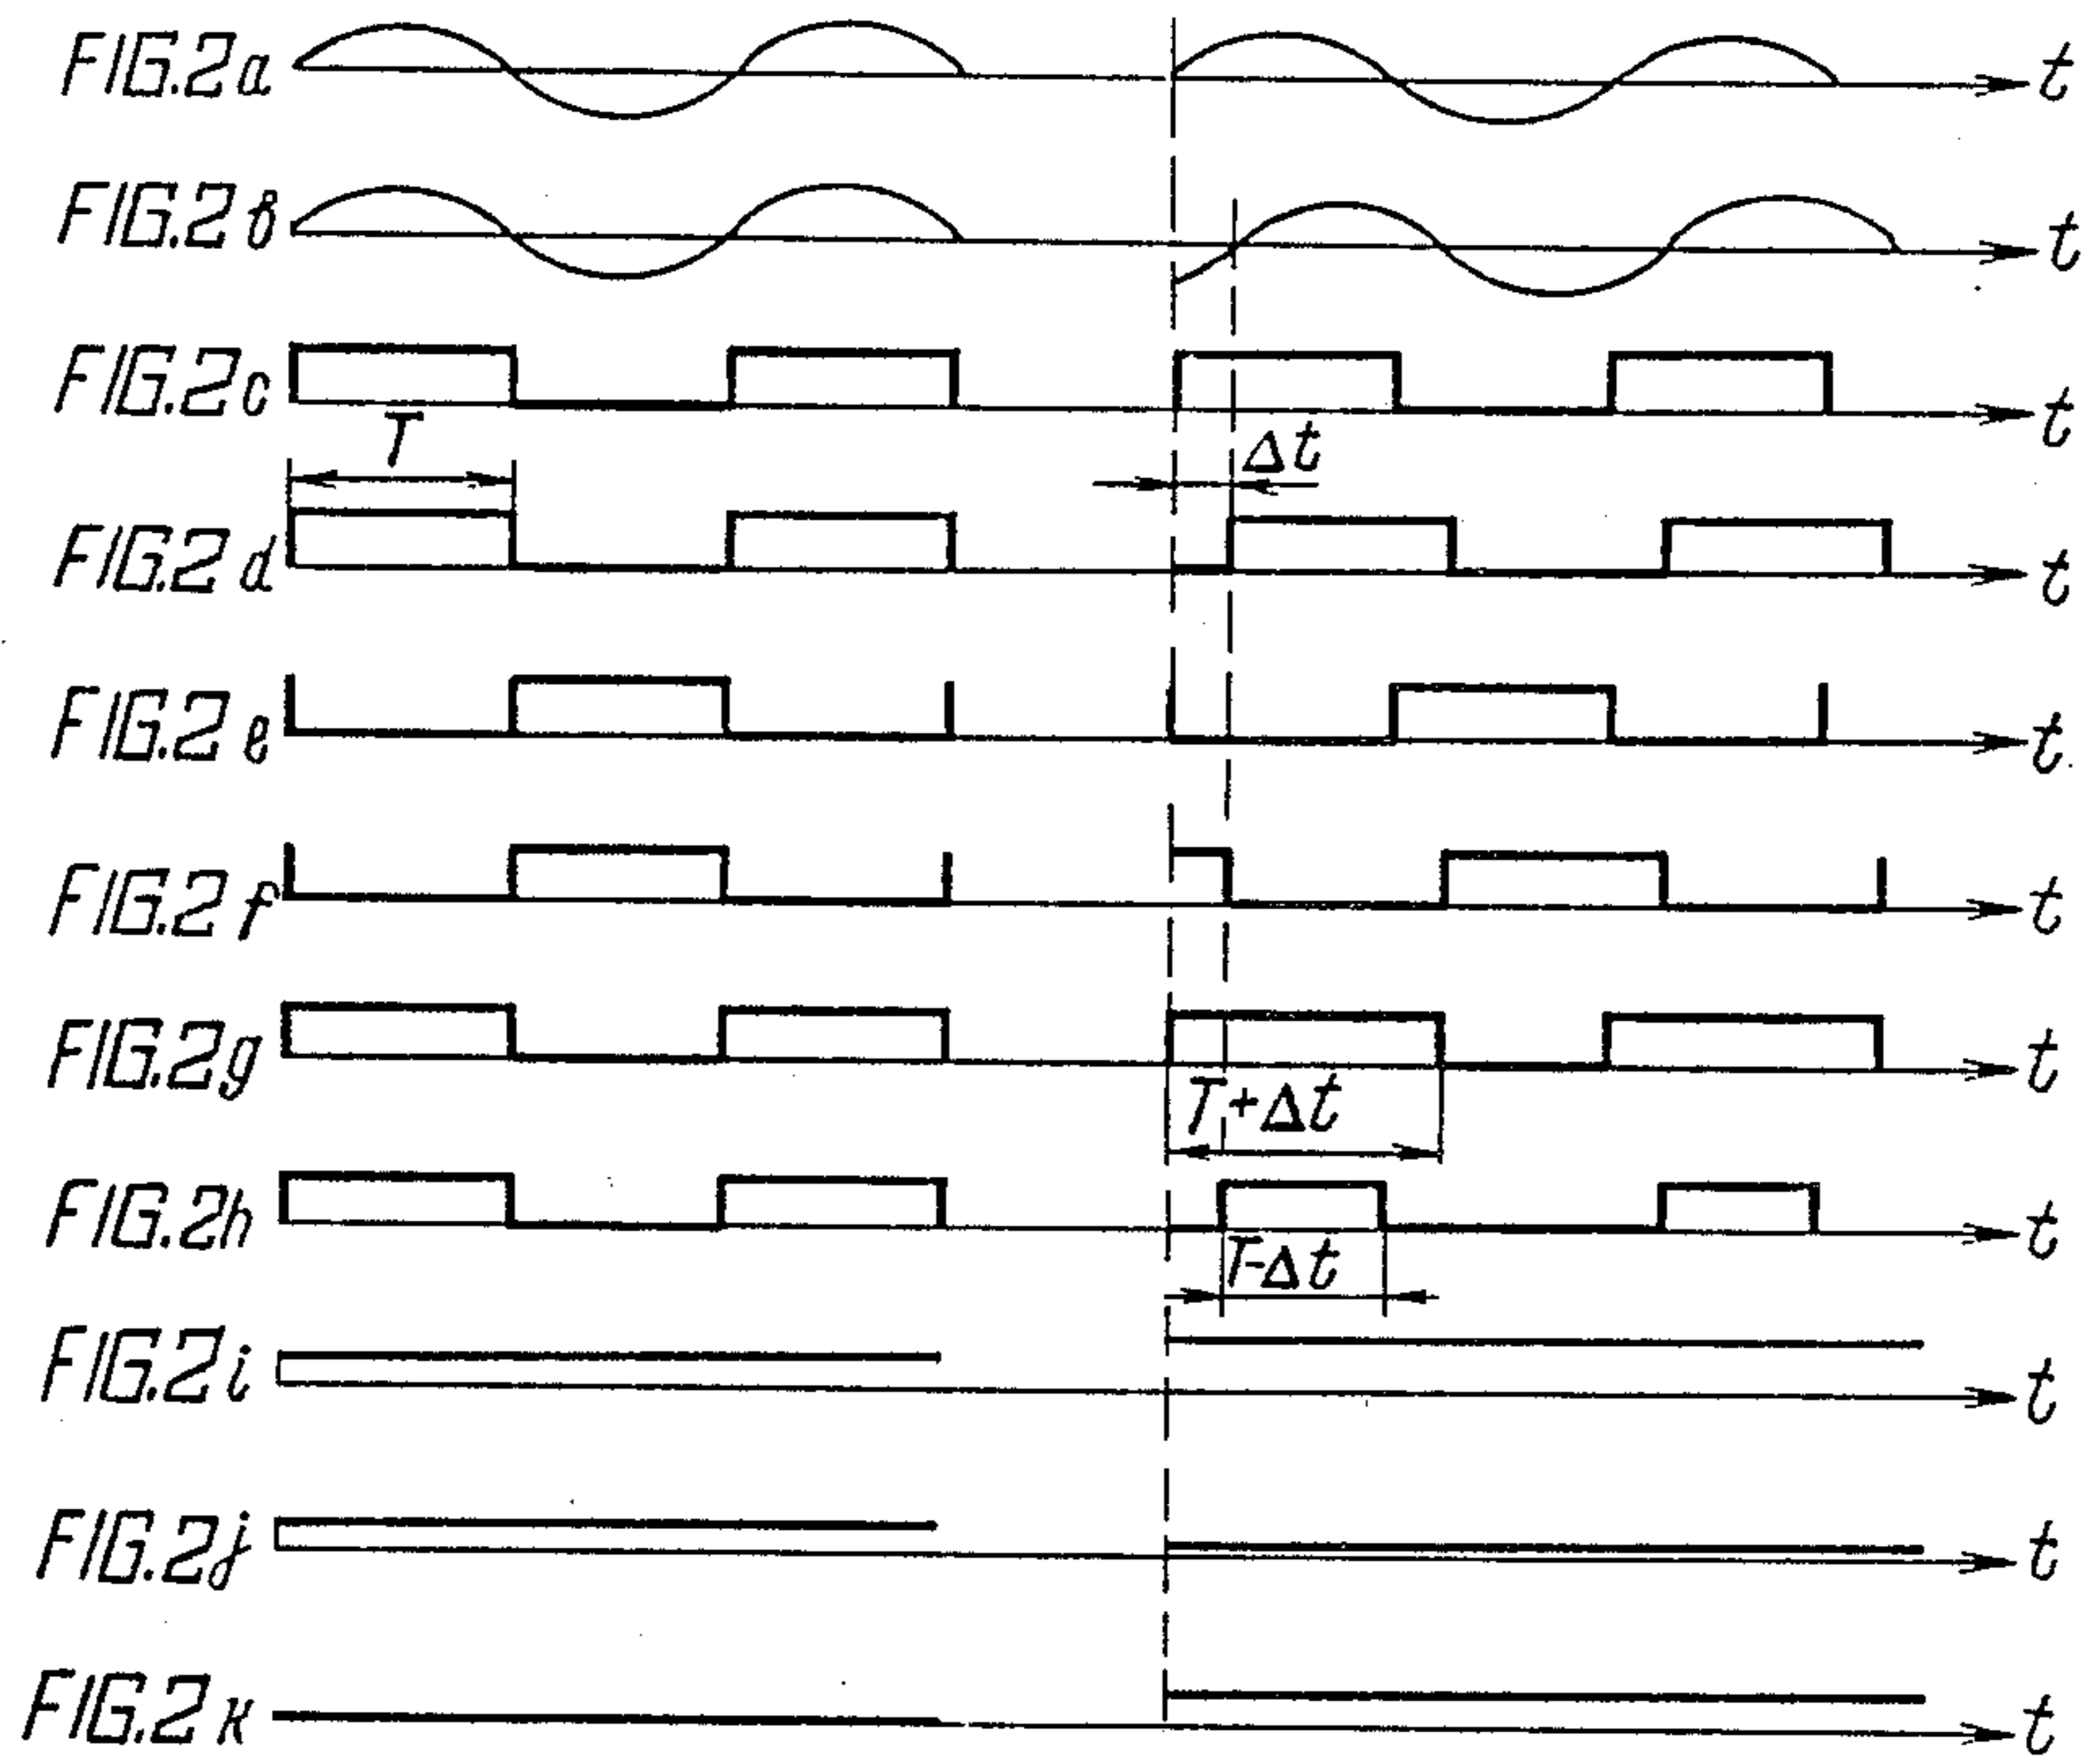 FIG.2a t
FIG.2b t
FIG.2c t
T
Δt
FIG.2d t
FIG.2e t
FIG.2f t
FIG.2g t
T+Δt
FIG.2h t
T-Δt
FIG.2i t
FIG.2j t
FIG.2k t